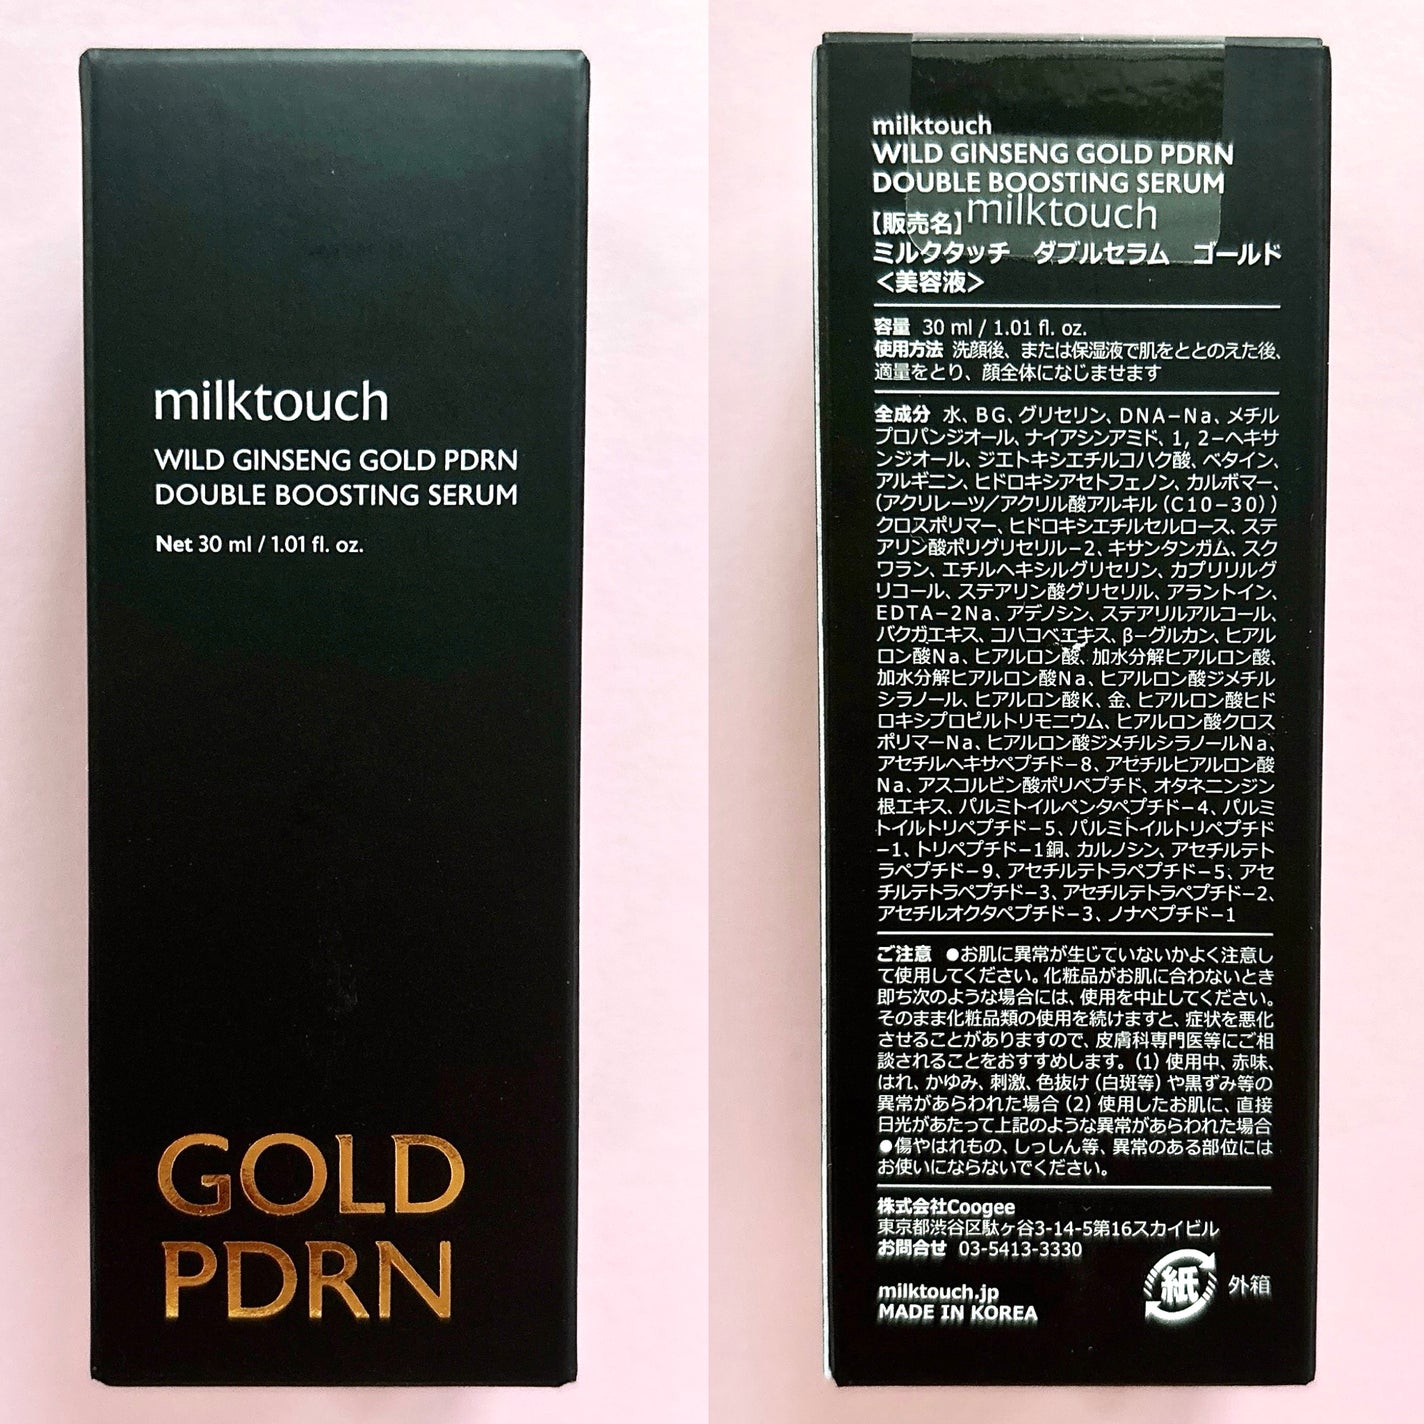 milktouch
WILD GINSENG GOLD PDRN
DOUBLE BOOSTING SERUM
Net 30 ml / 1.01 fl. oz.
GOLD
PDRN
milktouch
WILD GINSENG GOLD PDRN
DOUBLE BOOSTING SERUM
milktouch
【販売名】
ミルクタッチ ダブルセラム ゴールド
＜美容液＞
容量 30 ml / 1.01 fl. oz.
使用方法 洗顔後、または保湿液で肌をととのえた後、
適量をとり、顔全体になじませます
全成分 水、BG、グリセリン、DNA−Na、メチル
プロパンジオール、ナイアシンアミド、1, 2−ヘキサ
ンジオール、ジエトキシエチルコハク酸、ベタイン、
アルギニン、ヒドロキシアセトフェノン、カルボマー、
（アクリレーツ／アクリル酸アルキル（C10−30））
クロスポリマー、ヒドロキシエチルセルロース、ステ
アリン酸ポリグリセリル−2、キサンタンガム、スク
ワラン、エチルヘキシルグリセリン、カプリリルグ
リコール、ステアリン酸グリセリル、アラントイン、
EDTA−2Na、アデノシン、ステアリルアルコール、
バクガエキス、コハコベエキス、β−グルカン、ヒアル
ロン酸Na、ヒアルロン酸、加水分解ヒアルロン酸、
加水分解ヒアルロン酸Na、ヒアルロン酸ジメチル
シラノール、ヒアルロン酸K、金、ヒアルロン酸ヒド
ロキシプロピルトリモニウム、ヒアルロン酸クロス
ポリマーNa、ヒアルロン酸ジメチルシラノールNa、
アセチルヘキサペプチド−8、アセチルヒアルロン酸
Na、アスコルビン酸ポリペプチド、オタネニンジン
根エキス、パルミトイルペンタペプチド−4、パルミ
トイルトリペプチド−5、パルミトイルトリペプチド
−1、トリペプチド−1銅、カルノシン、アセチルテト
ラペプチド−9、アセチルテトラペプチド−5、アセ
チルテトラペプチド−3、アセチルテトラペプチド−2、
アセチルオクタペプチド−3、ノナペプチド−1
ご注意 ●お肌に異常が生じていないかよく注意し
て使用してください。化粧品がお肌に合わないとき
即ち次のような場合には、使用を中止してください。
そのまま化粧品類の使用を続けますと、症状を悪化
させることがありますので、皮膚科専門医等にご相
談されることをおすすめします。（1）使用中、赤味、
はれ、かゆみ、刺激、色抜け（白斑等）や黒ずみ等の
異常があらわれた場合（2）使用したお肌に、直接
日光があたって上記のような異常があらわれた場合
●傷やはれもの、しっしん等、異常のある部位には
お使いにならないでください。
株式会社Coogee
東京都渋谷区千駄ヶ谷3-14-5第16スカイビル
お問合せ 03-5413-3330
milktouch.jp
MADE IN KOREA
紙 外箱